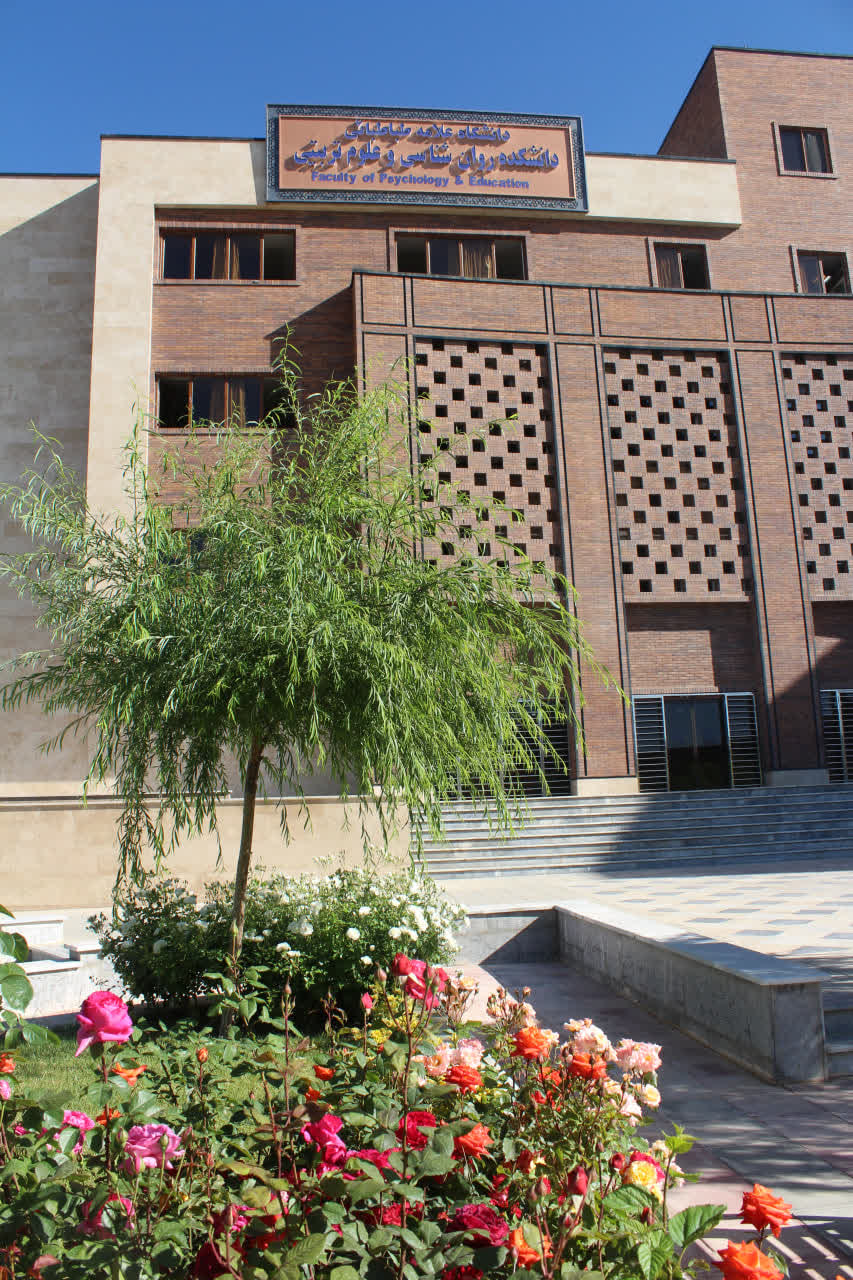 دانشگاه علامه طباطبائی
دانشکده روان شناسی و علوم تربیتی
Faculty of Psychology & Education